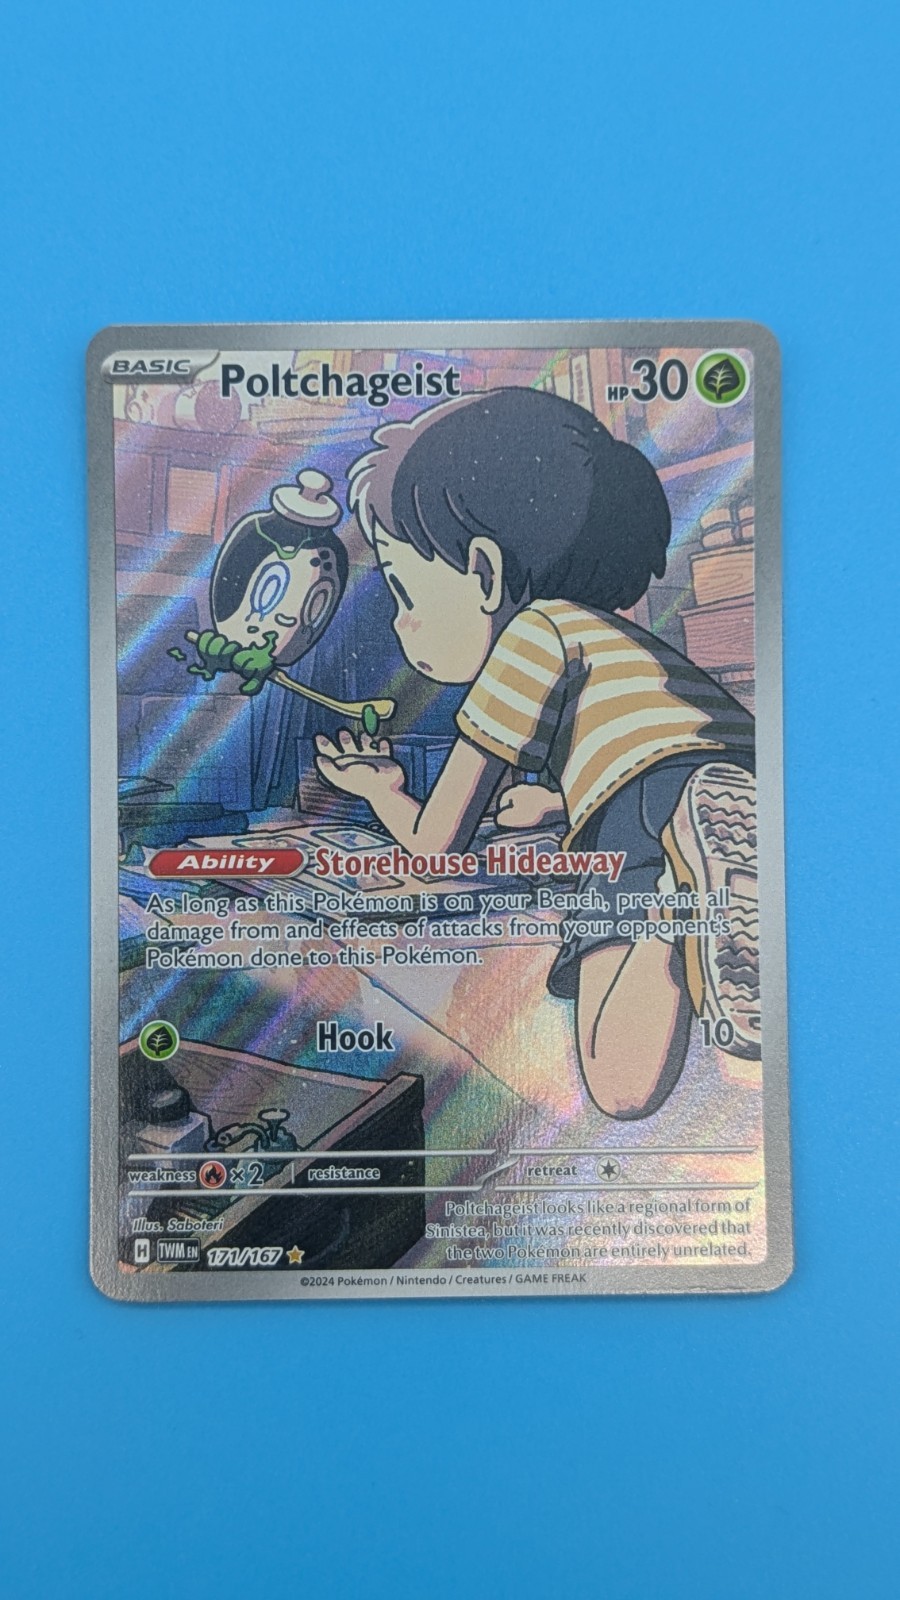 BASIC Poltchageist HP 30
Ability Storehouse Hideaway
As long as this Pokémon is on your Bench, prevent all
damage from and effects of attacks from your opponent's
Pokémon done to this Pokémon.
Hook 10
weakness ×2 resistance retreat
Poltchageist looks like a regional form of
Sinistea, but it was recently discovered that
the two Pokémon are entirely unrelated.
Illus. Saboteri
H TWM EN 171/167
©2024 Pokémon / Nintendo / Creatures / GAME FREAK